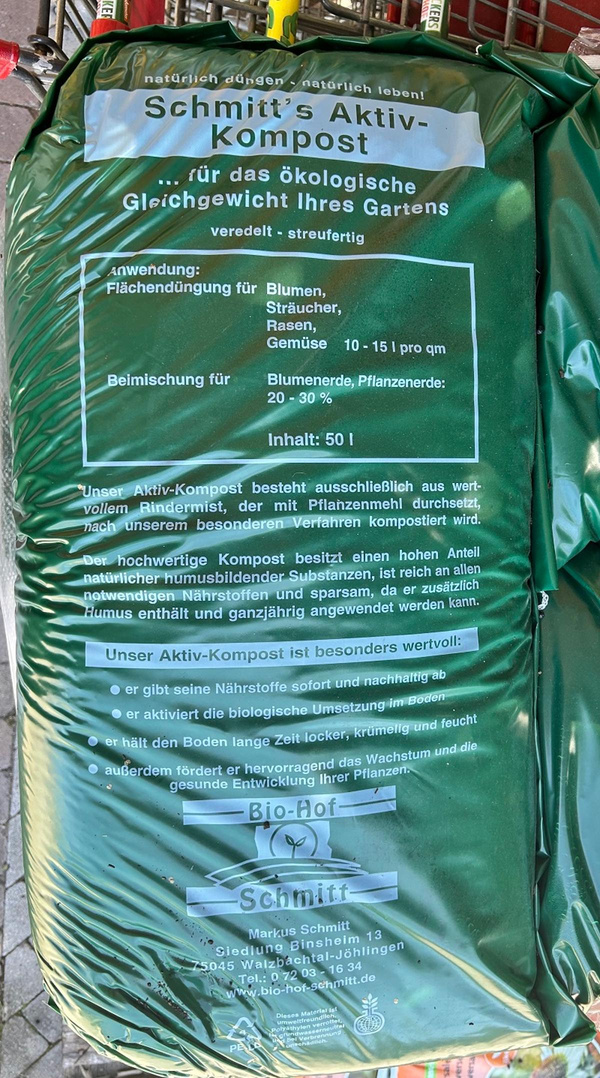 natürlich düngen - natürlich leben!
Schmitt's Aktiv-
Kompost
... für das ökologische
Gleichgewicht Ihres Gartens
veredelt - streufertig
Anwendung:
Flächendüngung für Blumen,
Sträucher,
Rasen,
Gemüse 10 - 15 l pro qm
Beimischung für Blumenerde, Pflanzenerde:
20 - 30 %
Inhalt: 50 l
Unser Aktiv-Kompost besteht ausschließlich aus wert-
vollem Rindermist, der mit Pflanzenmehl durchsetzt,
nach unserem besonderen Verfahren kompostiert wird.
Der hochwertige Kompost besitzt einen hohen Anteil
natürlicher humusbildender Substanzen, ist reich an allen
notwendigen Nährstoffen und sparsam, da er zusätzlich
Humus enthält und ganzjährig angewendet werden kann.
Unser Aktiv-Kompost ist besonders wertvoll:
● er gibt seine Nährstoffe sofort und nachhaltig ab
● er aktiviert die biologische Umsetzung im Boden
● er hält den Boden lange Zeit locker, krümelig und feucht
● außerdem fördert er hervorragend das Wachstum und die
gesunde Entwicklung Ihrer Pflanzen.
Bio-Hof
Schmitt
Markus Schmitt
Siedlung Binsheim 13
75045 Walzbachtal-Jöhlingen
Tel.: 0 72 03 - 16 34
www.bio-hof-schmitt.de
Dieses Material ist
umweltfreundlich.